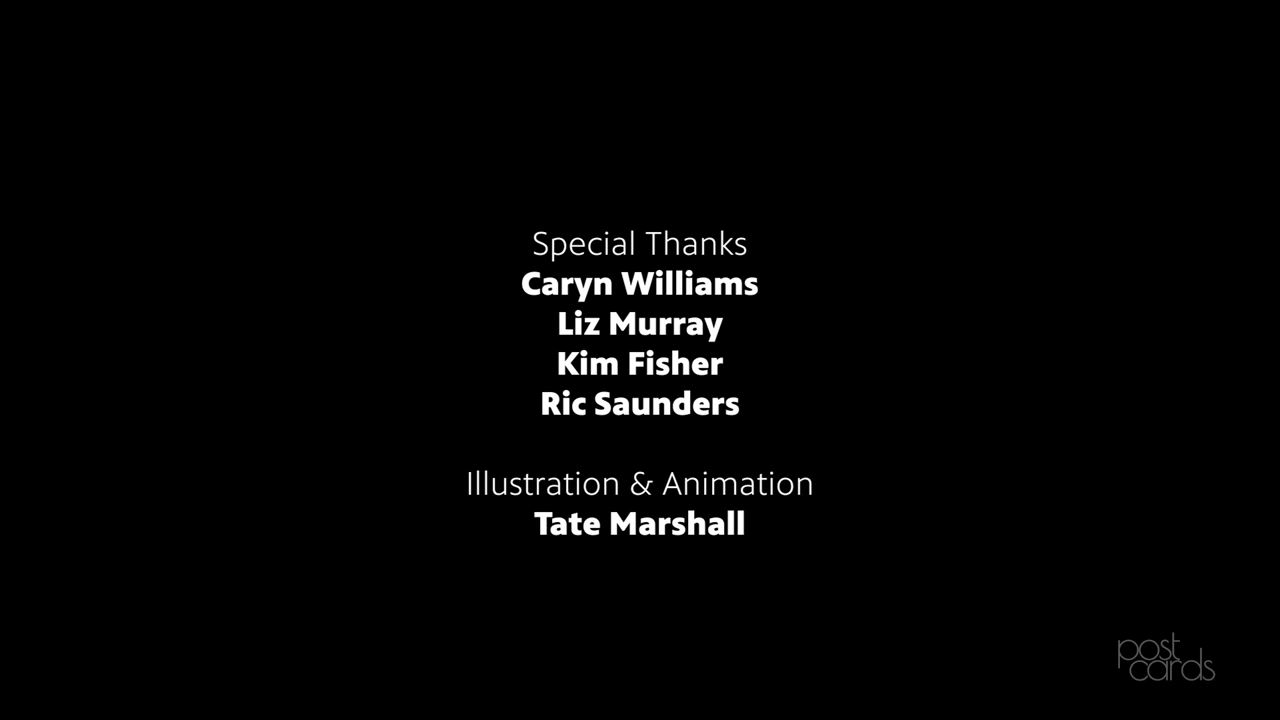 Special Thanks
Caryn Williams
Liz Murray
Kim Fisher
Ric Saunders
Illustration & Animation
Tate Marshall
post
cards